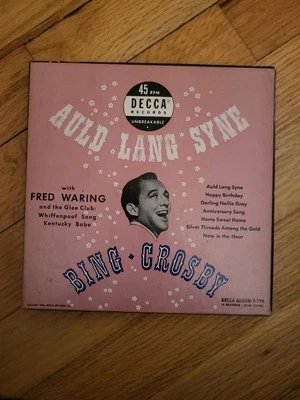 45 RPM
DECCA
RECORDS
UNBREAKABLE
AULD LANG SYNE
with
FRED WARING
and the Glee Club:
Whiffenpoof Song
Kentucky Babe
Auld Lang Syne
Happy Birthday
Darling Nellie Gray
Anniversary Song
Home Sweet Home
Silver Threads Among the Gold
Now is the Hour
BING · CROSBY
DECCA ALBUM